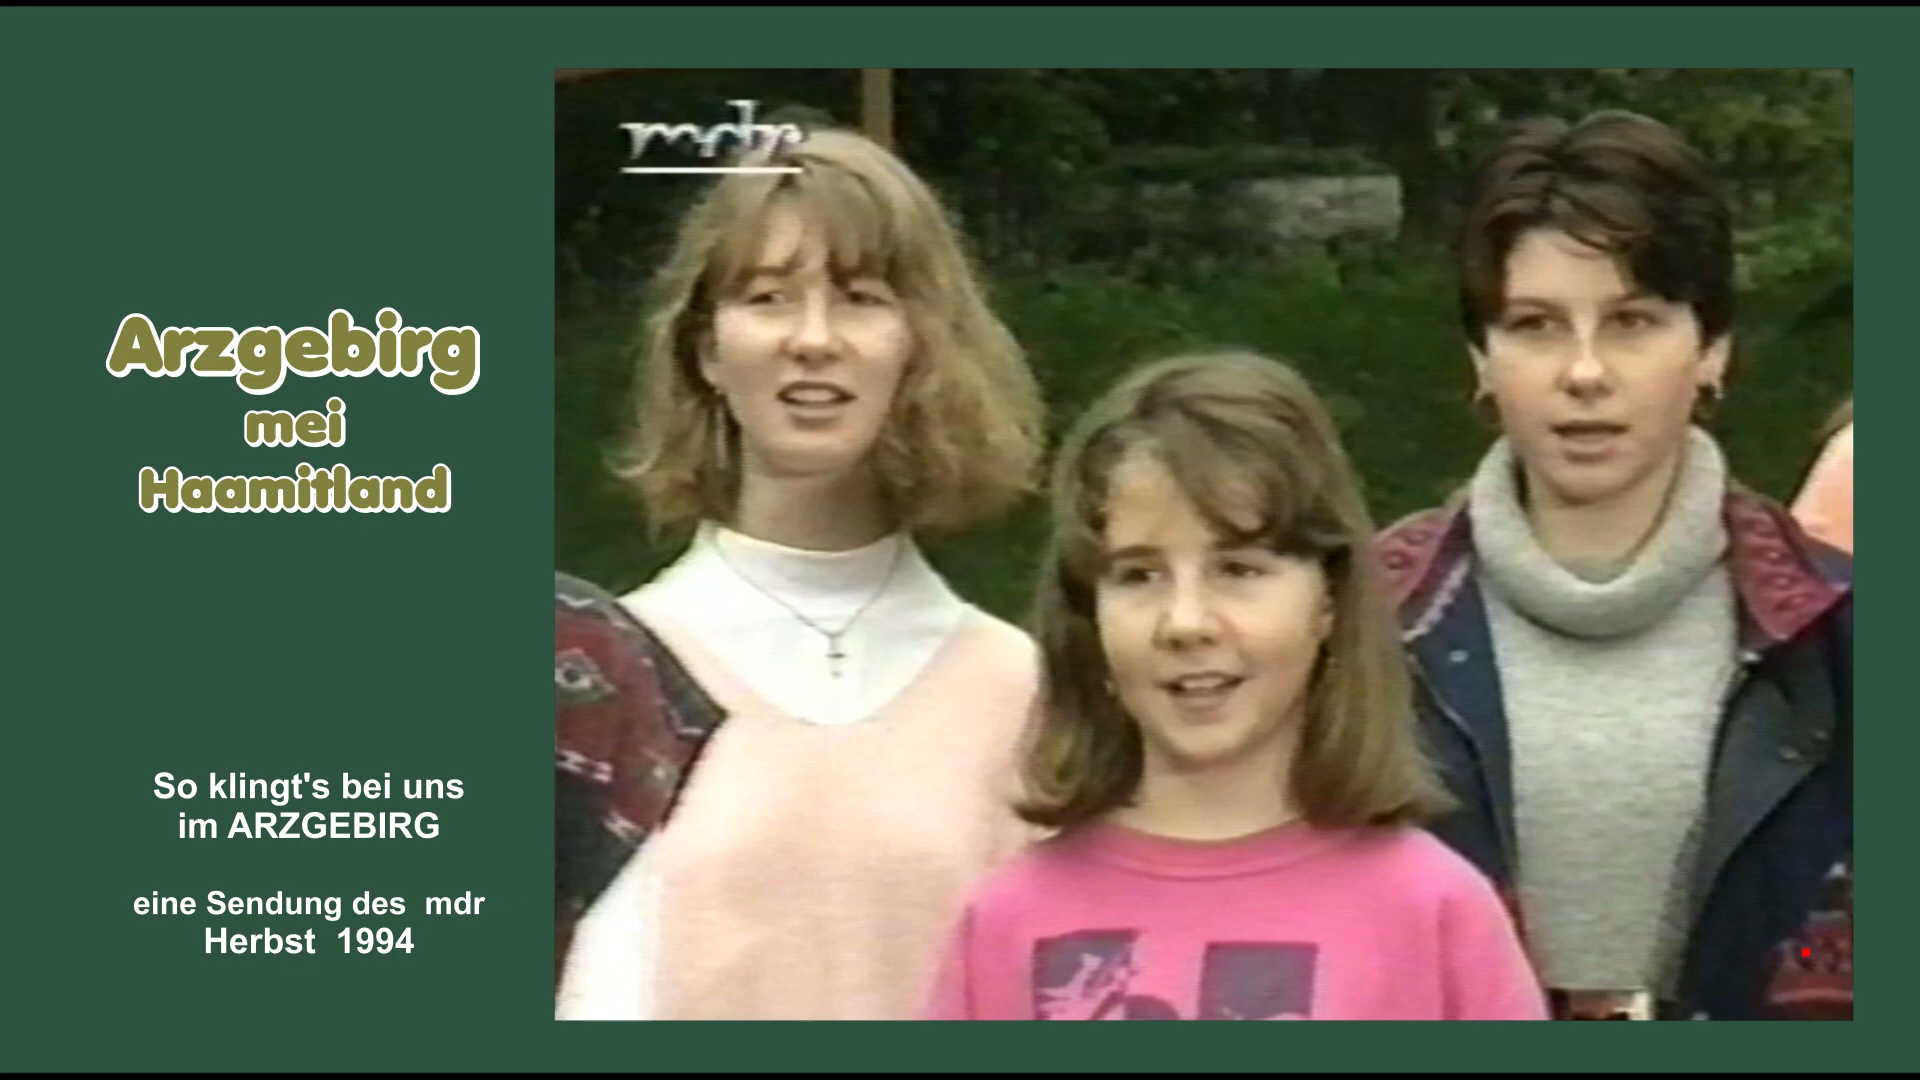 mdr
Arzgebirg
mei
Haamitland
So klingt's bei uns
im ARZGEBIRG
eine Sendung des mdr
Herbst 1994